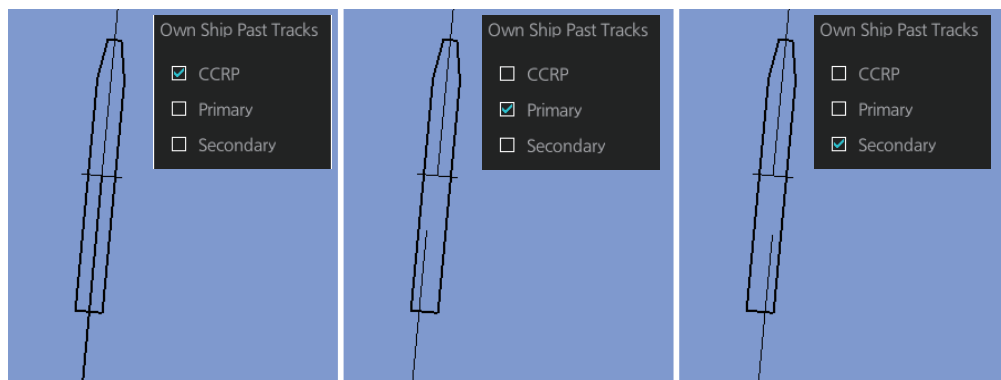 Own Ship Past Tracks
CCRP
Primary
Secondary
Own Ship Past Tracks
CCRP
Primary
Secondary
Own Ship Past Tracks
CCRP
Primary
Secondary